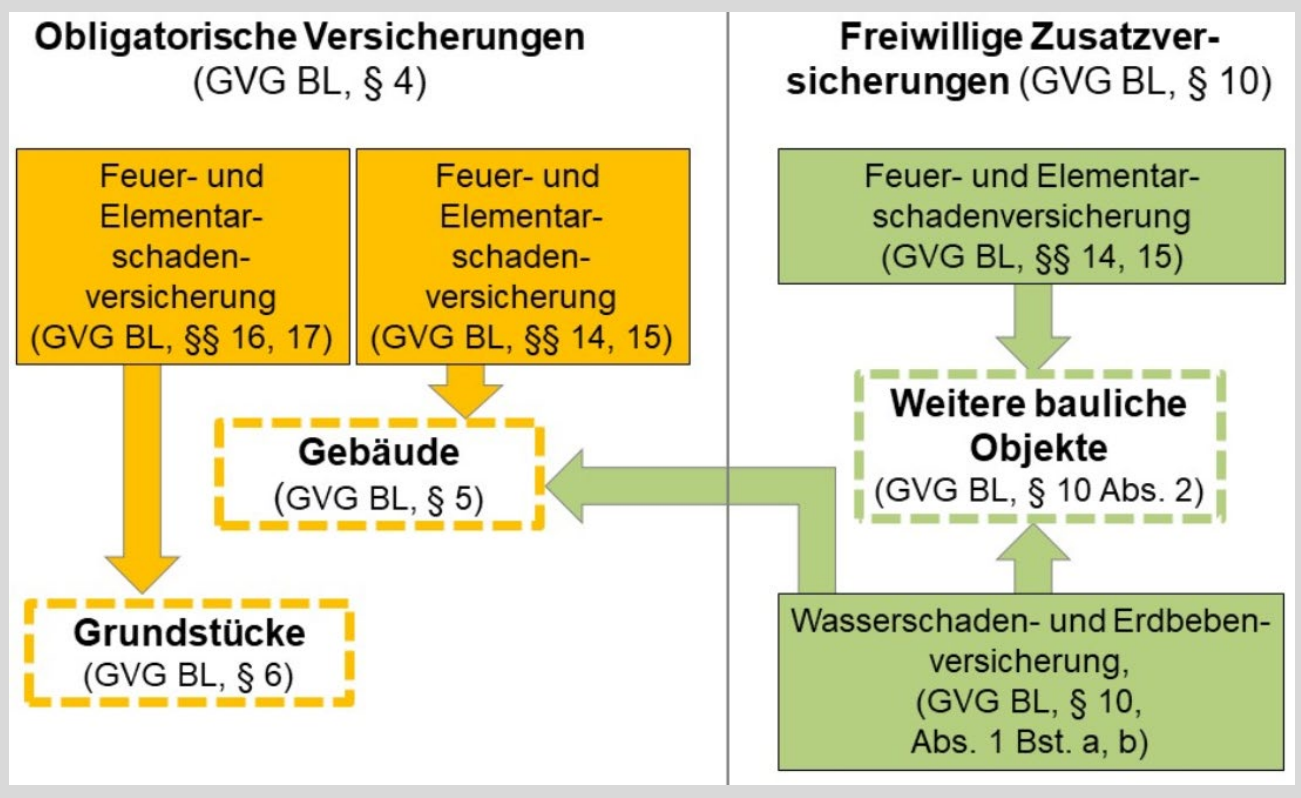 Obligatorische Versicherungen
(GVG BL, § 4)
Feuer- und
Elementar-
schaden-
versicherung
(GVG BL, §§ 16, 17)
Feuer- und
Elementar-
schaden-
versicherung
(GVG BL, §§ 14, 15)
Gebäude
(GVG BL, § 5)
Grundstücke
(GVG BL, § 6)
Freiwillige Zusatzver-
sicherungen (GVG BL, § 10)
Feuer- und Elementar-
schadenversicherung
(GVG BL, §§ 14, 15)
Weitere bauliche
Objekte
(GVG BL, § 10 Abs. 2)
Wasserschaden- und Erdbeben-
versicherung,
(GVG BL, § 10,
Abs. 1 Bst. a, b)